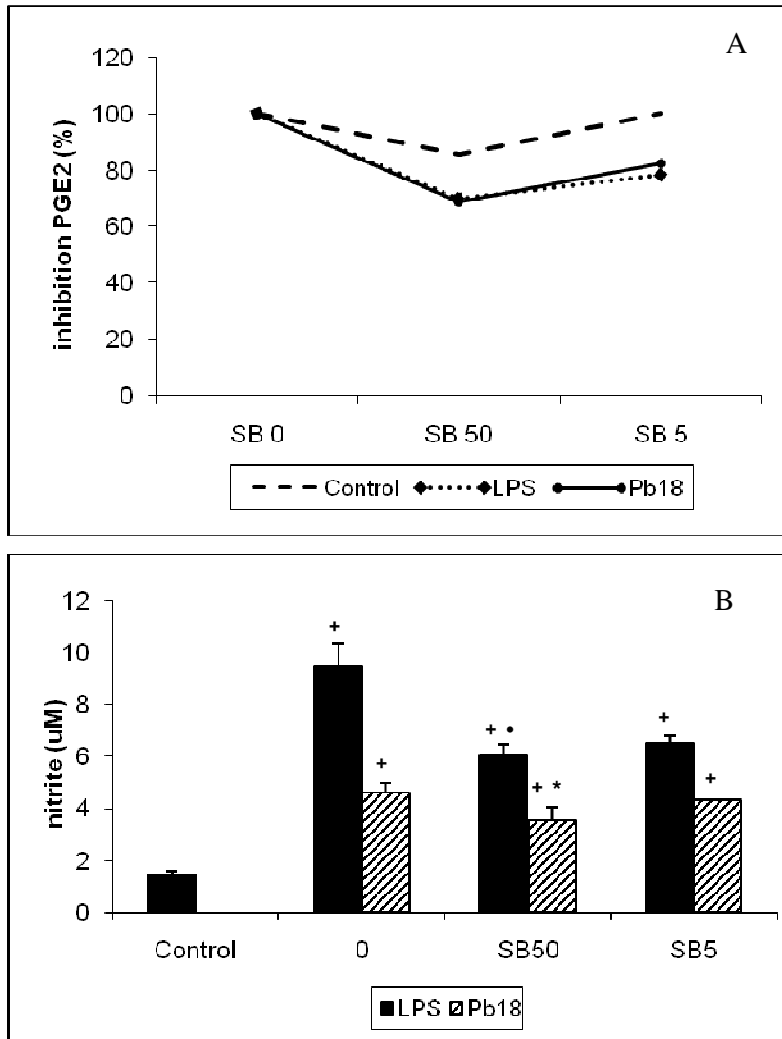 A
120
100
80
60
40
20
0
inhibition PGE2 (%)
SB 0 SB 50 SB 5
Control LPS Pb18
B
12
10
8
6
4
2
0
nitrite (uM)
+
+
+ •
+ *
+
+
Control 0 SB50 SB5
LPS Pb18